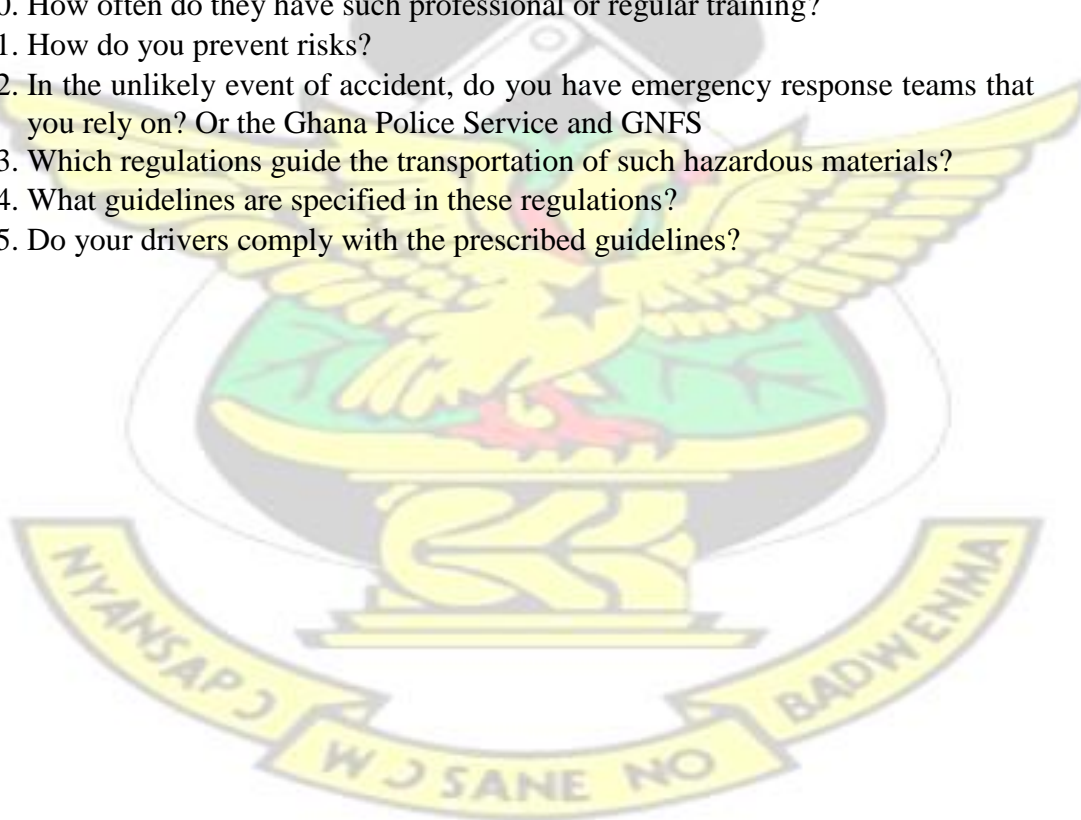 0. How often do they have such professional or regular training?
1. How do you prevent risks?
2. In the unlikely event of accident, do you have emergency response teams that
you rely on? Or the Ghana Police Service and GNFS
3. Which regulations guide the transportation of such hazardous materials?
4. What guidelines are specified in these regulations?
5. Do your drivers comply with the prescribed guidelines?
NYANSAPƆ
WƆ SANE NO
BADWENMA